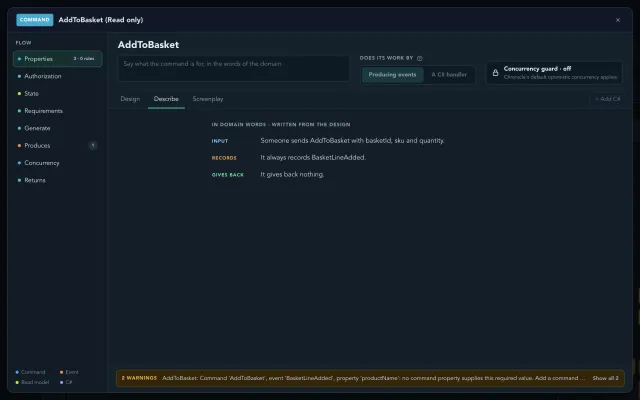 COMMAND AddToBasket (Read only) ×
FLOW
Properties 3 · 0 rules
Authorization
State
Requirements
Generate
Produces 1
Concurrency
Returns
Command Event
Read model C#
AddToBasket
Say what the command is for, in the words of the domain
DOES ITS WORK BY
Producing events A C# handler
Concurrency guard · off
Chronicle's default optimistic concurrency applies
Design Describe Screenplay + Add C#
IN DOMAIN WORDS · WRITTEN FROM THE DESIGN
INPUT Someone sends AddToBasket with basketId, sku and quantity.
RECORDS It always records BasketLineAdded.
GIVES BACK It gives back nothing.
2 WARNINGS AddToBasket: Command 'AddToBasket', event 'BasketLineAdded', property 'productName': no command property supplies this required value. Add a command ... Show all 2